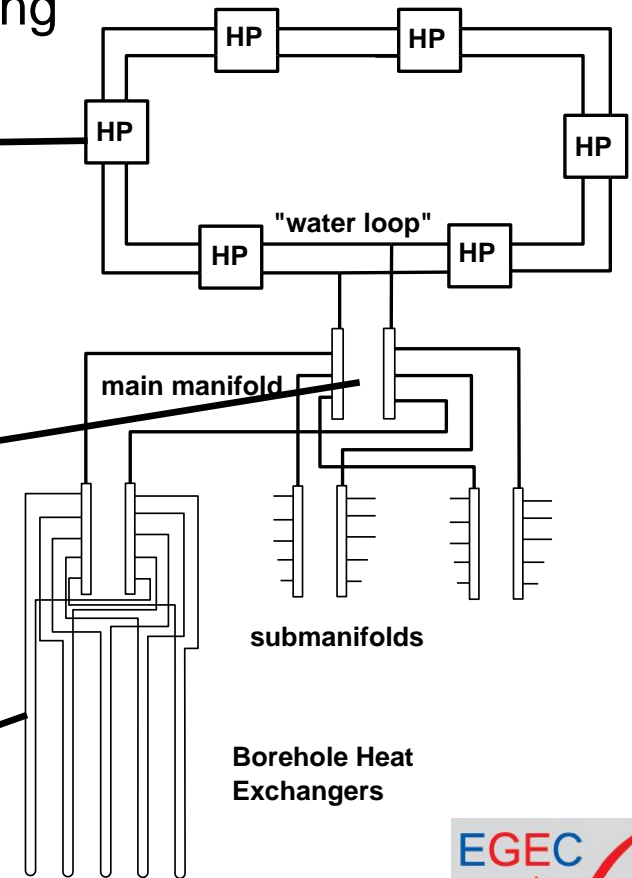 ng
HP HP
HP
HP
"water loop"
HP HP
main manifold
submanifolds
Borehole Heat
Exchangers
EGEC